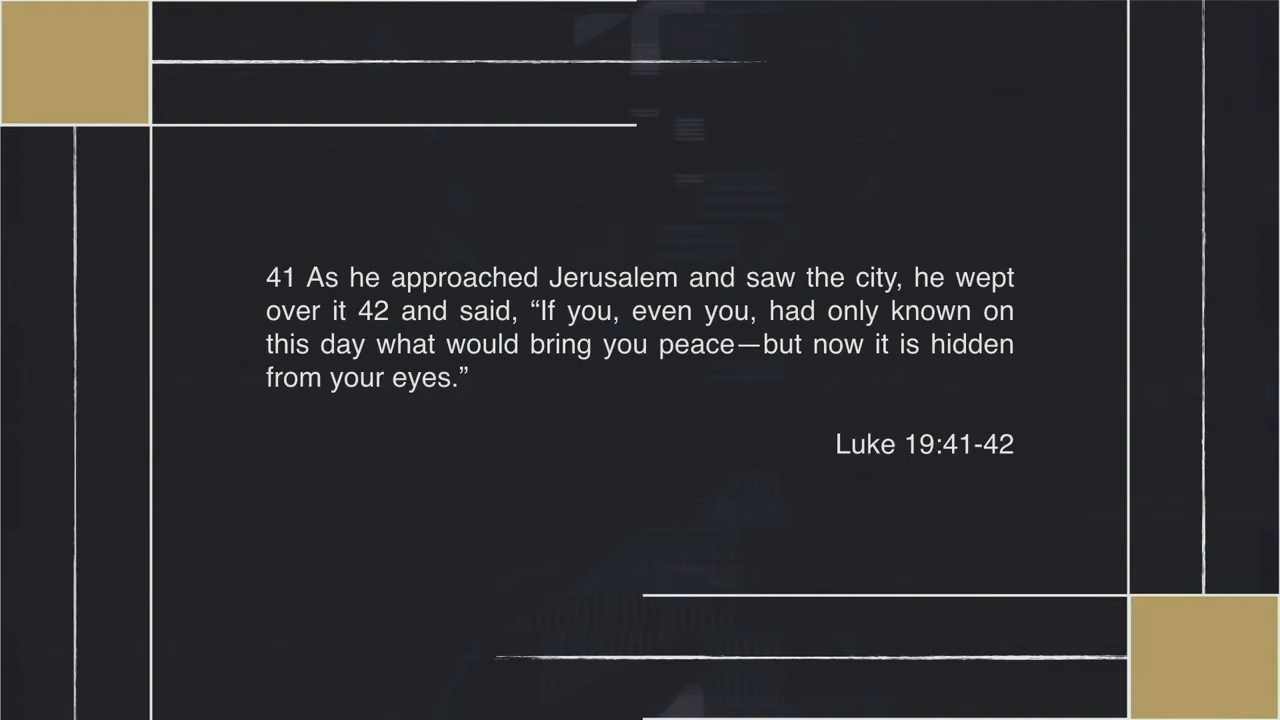 41 As he approached Jerusalem and saw the city, he wept
over it 42 and said, “If you, even you, had only known on
this day what would bring you peace—but now it is hidden
from your eyes.”
Luke 19:41-42